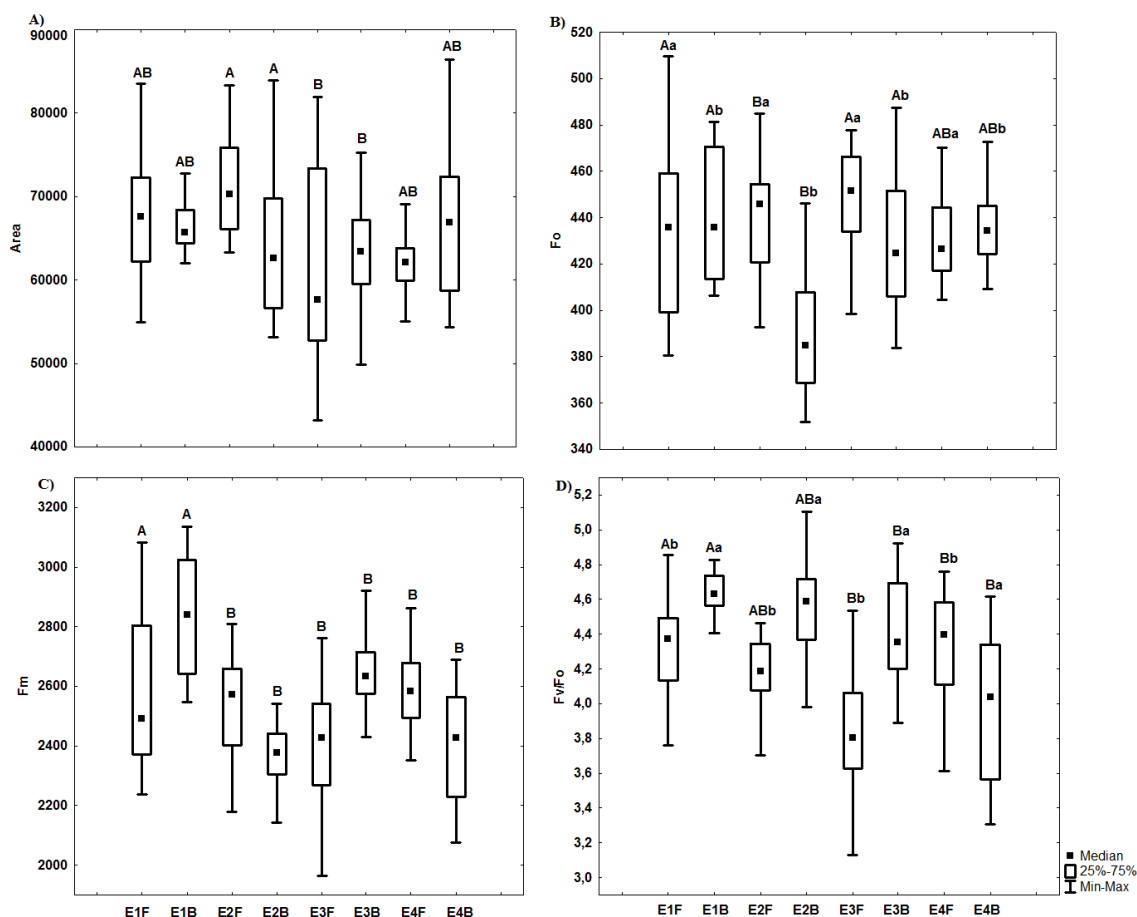 A)
90000
80000
70000
60000
50000
40000
Area
AB
AB
A
A
B
B
AB
AB
B)
520
500
480
460
440
420
400
380
360
340
Fo
Aa
Ab
Ba
Bb
Aa
Ab
ABa
ABb
C)
3200
3000
2800
2600
2400
2200
2000
Fm
A
A
B
B
B
B
B
B
E1F E1B E2F E2B E3F E3B E4F E4B
D)
5,2
5,0
4,8
4,6
4,4
4,2
4,0
3,8
3,6
3,4
3,2
3,0
Fv/Fo
Ab
Aa
ABb
ABa
Bb
Ba
Bb
Ba
E1F E1B E2F E2B E3F E3B E4F E4B
Median
25%-75%
Min-Max